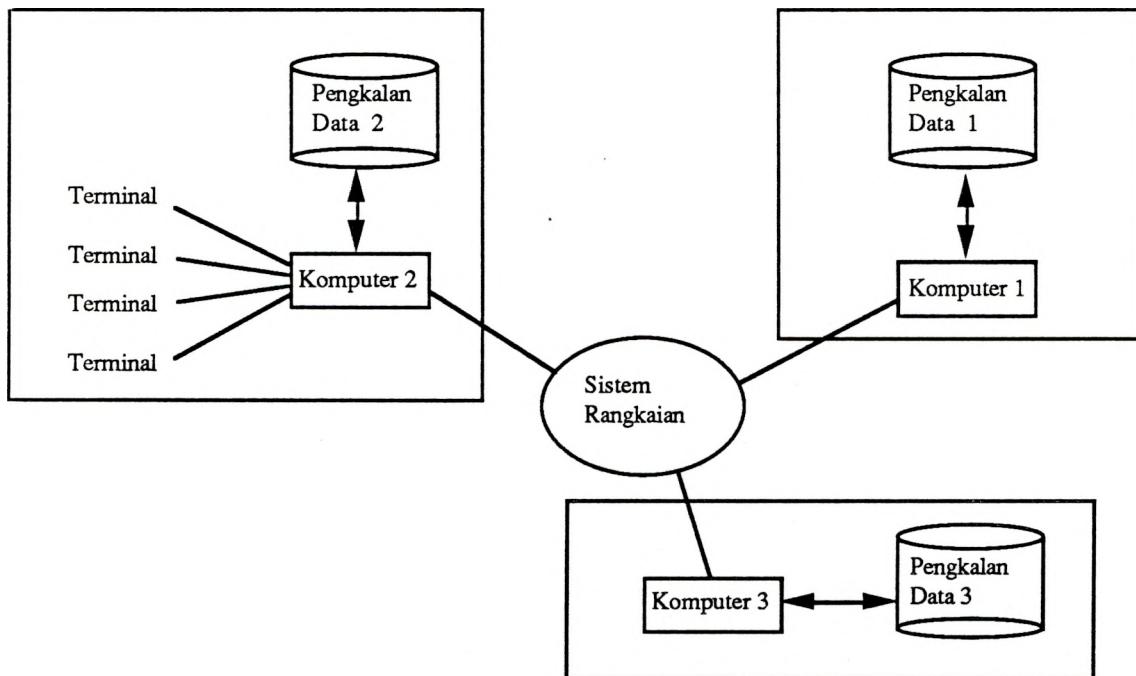 Pengkalan
Data 2
Terminal
Terminal
Terminal
Terminal
Komputer 2
Pengkalan
Data 1
Komputer 1
Sistem
Rangkaian
Komputer 3
Pengkalan
Data 3